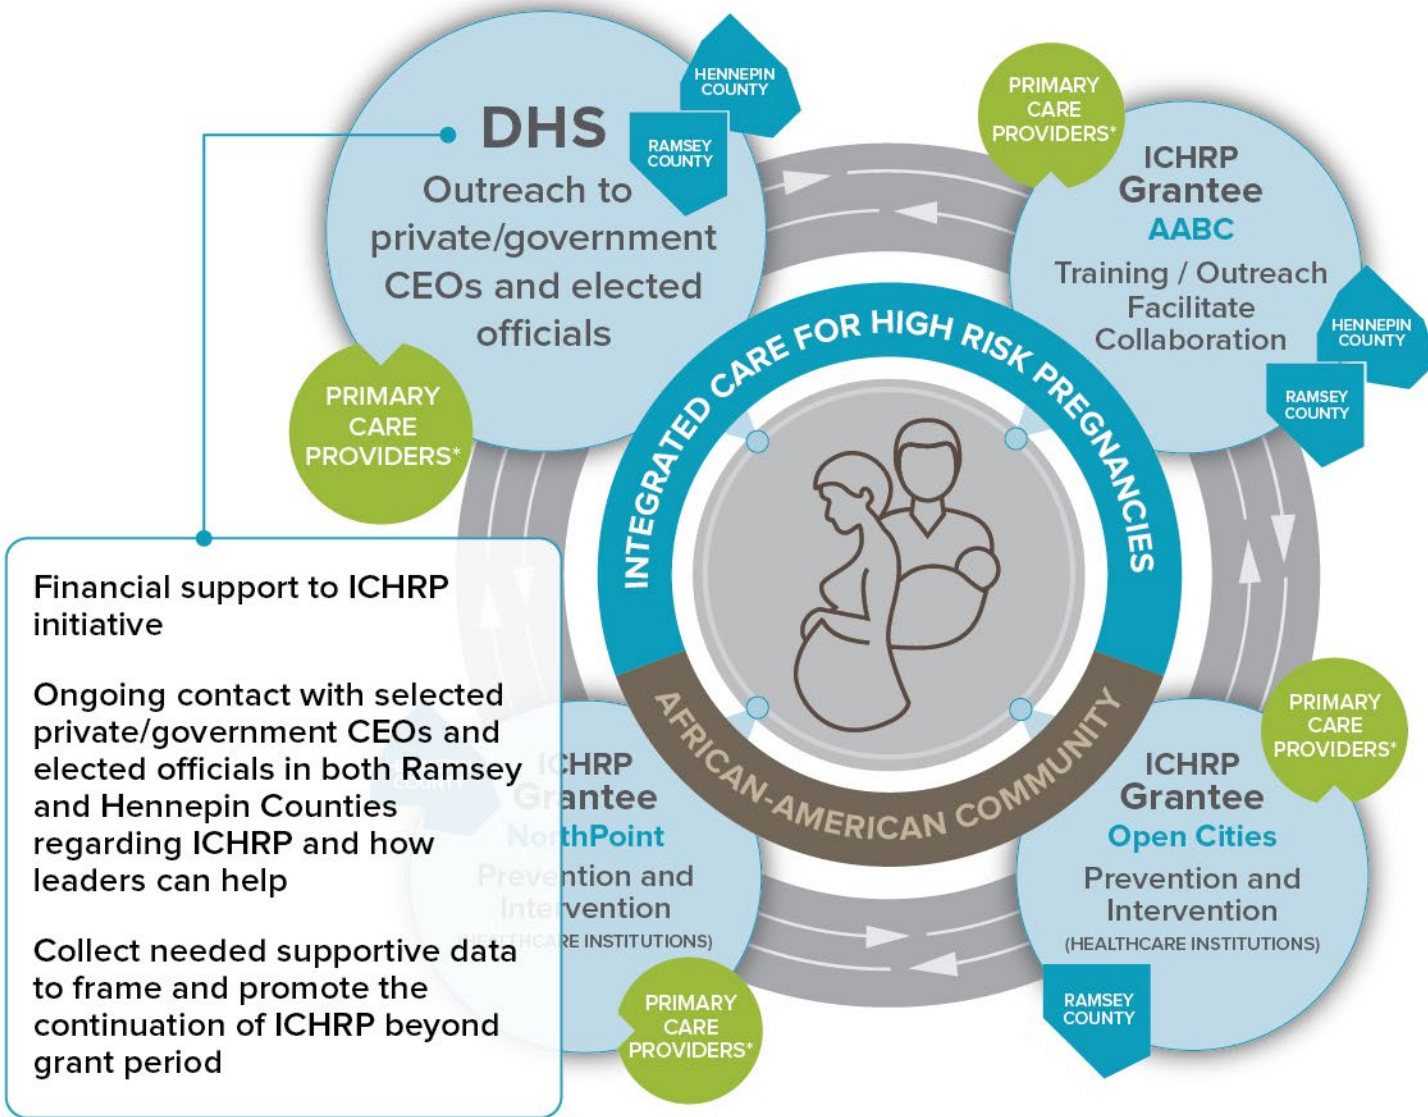 DHS
Outreach to
private/government
CEOs and elected
officials
HENNEPIN
COUNTY
RAMSEY
COUNTY
PRIMARY
CARE
PROVIDERS*
PRIMARY
CARE
PROVIDERS*
ICHRP
Grantee
AABC
Training / Outreach
Facilitate
Collaboration
HENNEPIN
COUNTY
RAMSEY
COUNTY
INTEGRATED CARE FOR HIGH RISK PREGNANCIES
AFRICAN-AMERICAN COMMUNITY
Financial support to ICHRP
initiative
Ongoing contact with selected
private/government CEOs and
elected officials in both Ramsey
and Hennepin Counties
regarding ICHRP and how
leaders can help
Collect needed supportive data
to frame and promote the
continuation of ICHRP beyond
grant period
ICHRP
Grantee
NorthPoint
Prevention and
Intervention
(HEALTHCARE INSTITUTIONS)
PRIMARY
CARE
PROVIDERS*
ICHRP
Grantee
Open Cities
Prevention and
Intervention
(HEALTHCARE INSTITUTIONS)
PRIMARY
CARE
PROVIDERS*
RAMSEY
COUNTY